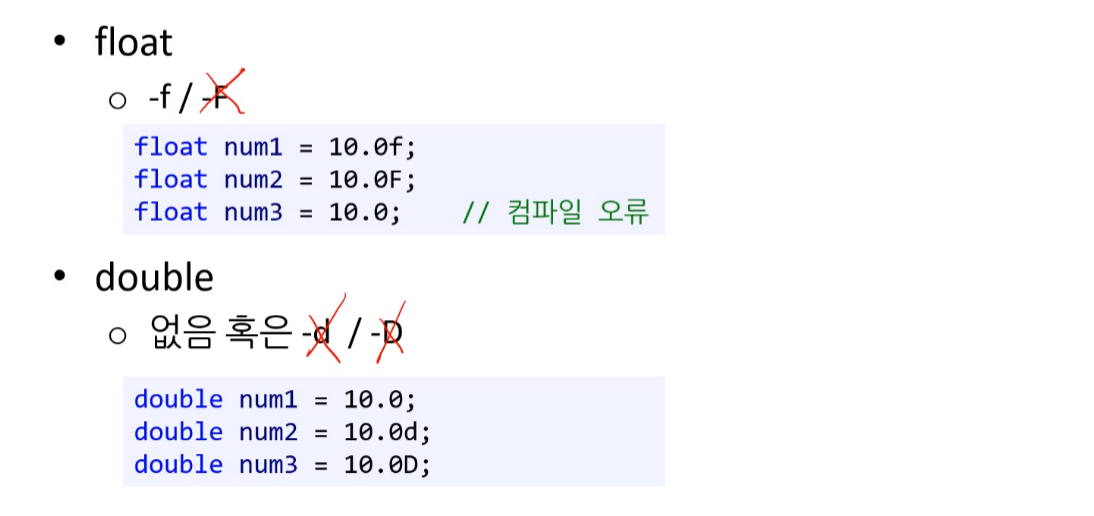 • float
○ -f / -F
float num1 = 10.0f;
float num2 = 10.0F;
float num3 = 10.0;    // 컴파일 오류
• double
○ 없음 혹은 -d / -D
double num1 = 10.0;
double num2 = 10.0d;
double num3 = 10.0D;